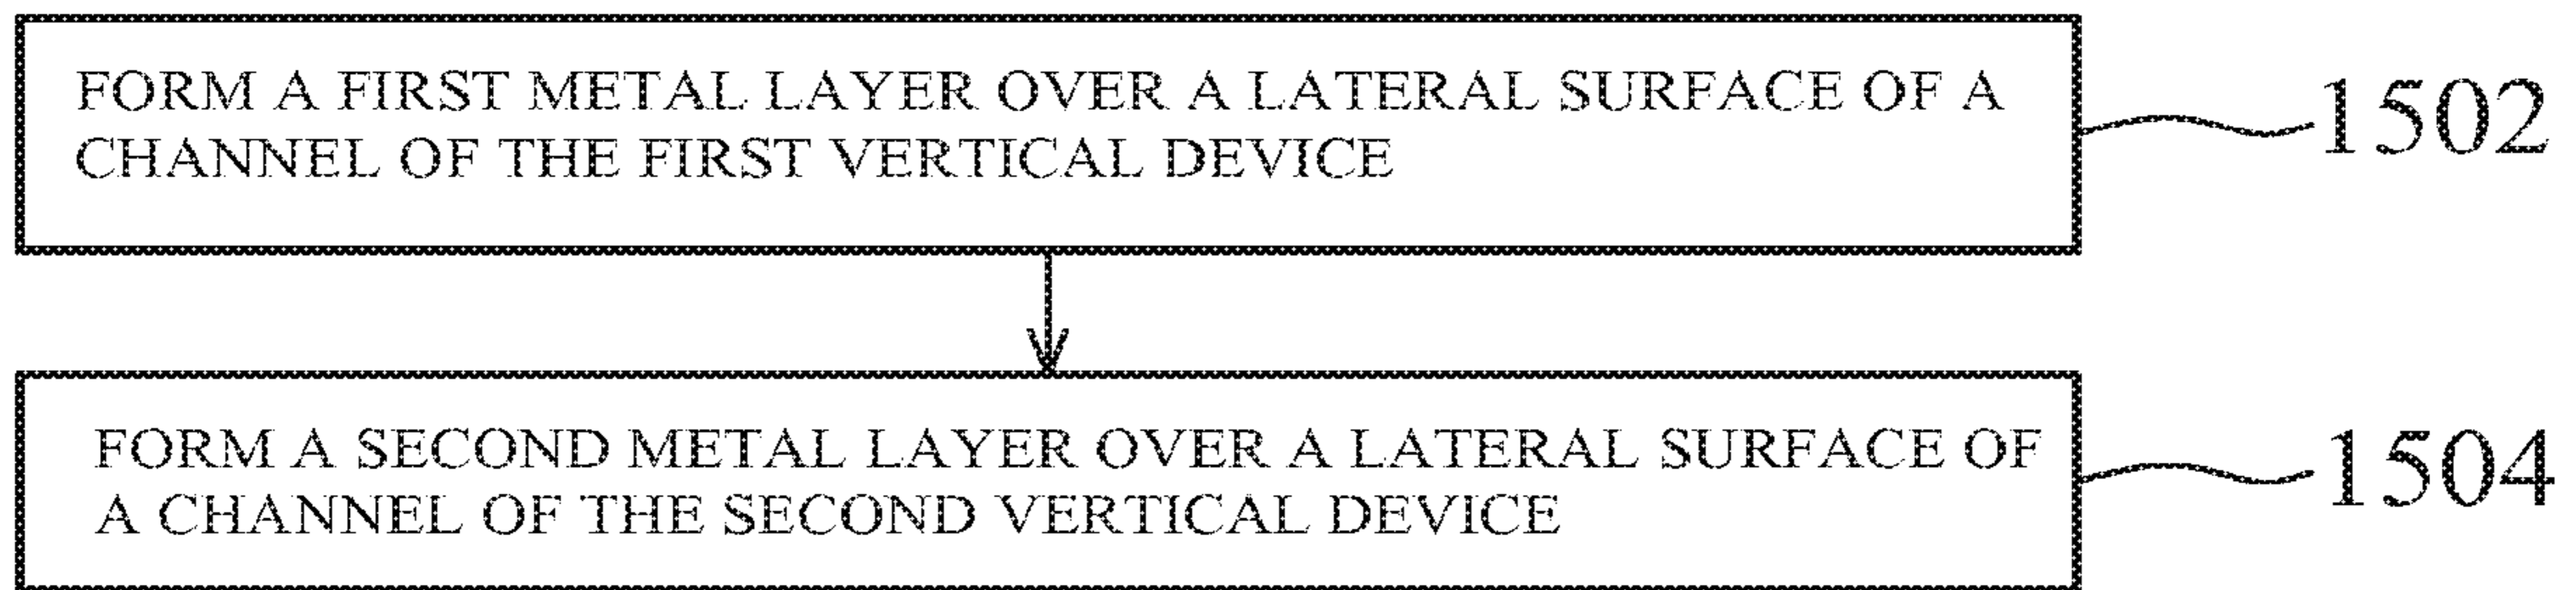 FORM A FIRST METAL LAYER OVER A LATERAL SURFACE OF A
CHANNEL OF THE FIRST VERTICAL DEVICE
1502
FORM A SECOND METAL LAYER OVER A LATERAL SURFACE OF
A CHANNEL OF THE SECOND VERTICAL DEVICE
1504